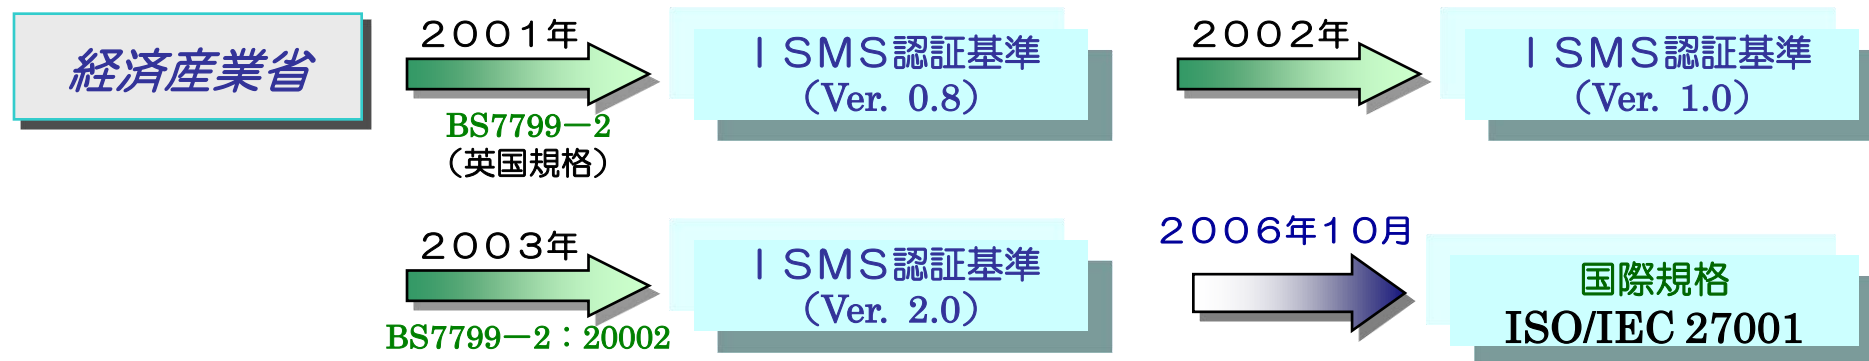 経済産業省
２００１年
BS7799－2
（英国規格）
ＩＳＭＳ認証基準
（Ver. 0.8）
２００２年
ＩＳＭＳ認証基準
（Ver. 1.0）
２００３年
BS7799－2：20002
ＩＳＭＳ認証基準
（Ver. 2.0）
２００６年１０月
国際規格
ISO/IEC 27001